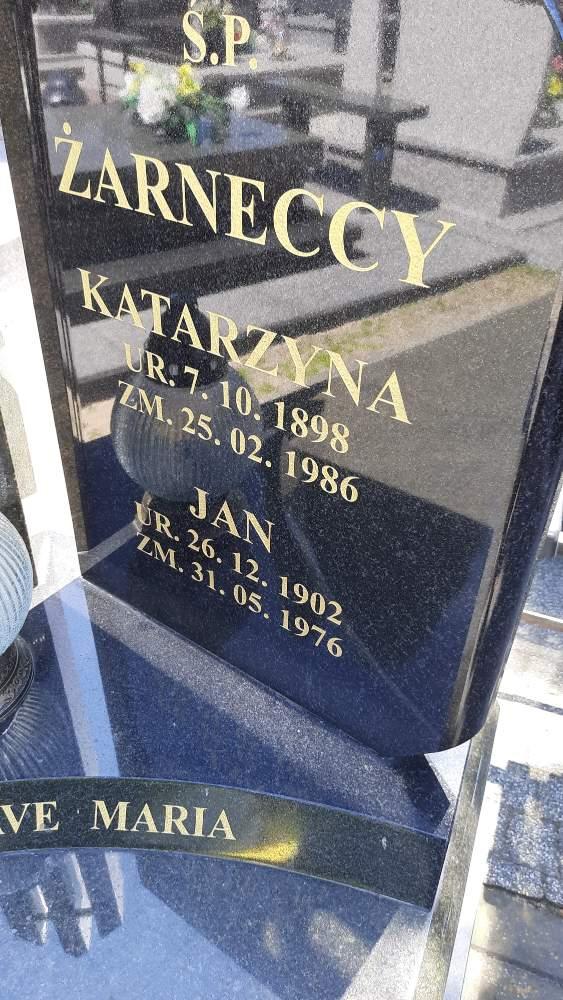 Ś.P.
ŻARNECCY
KATARZYNA
UR. 7. 10. 1898
ZM. 25. 02. 1986
JAN
UR. 26. 12. 1902
ZM. 31. 05. 1976
AVE MARIA